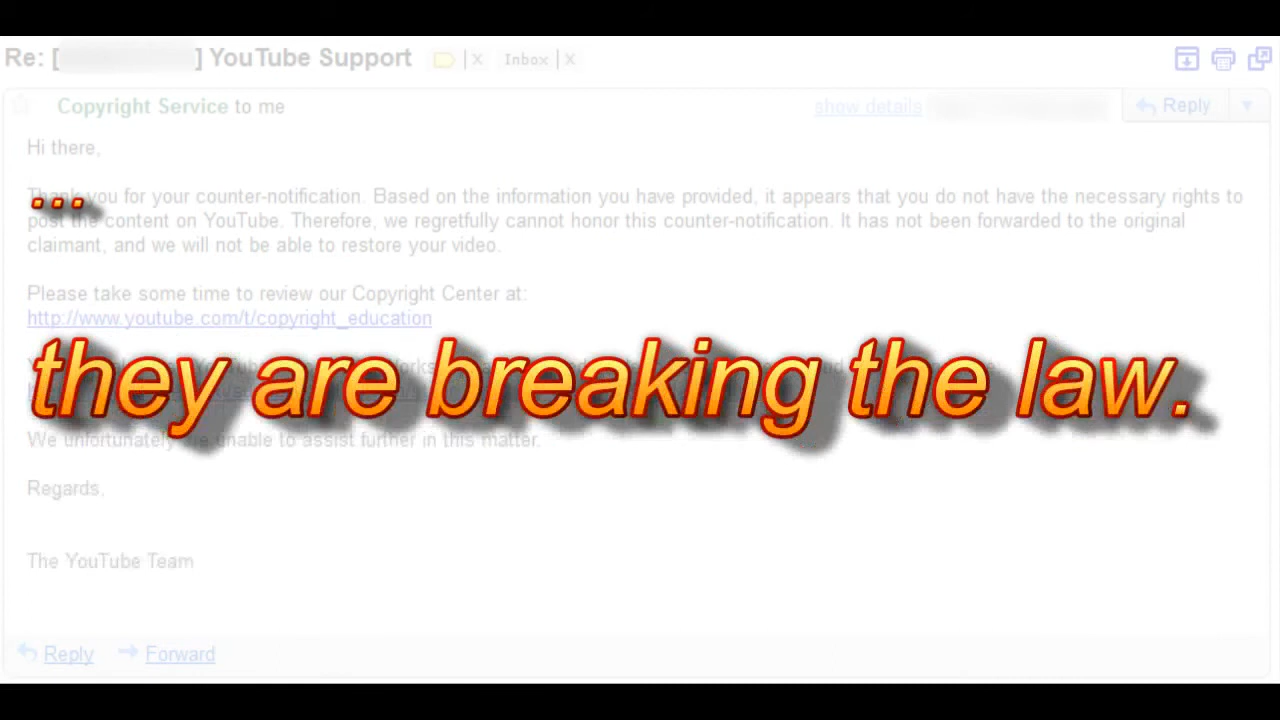 Re: [ ] YouTube Support X Inbox X
Copyright Service to me show details Reply
Hi there,
Thank you for your counter-notification. Based on the information you have provided, it appears that you do not have the necessary rights to
...
post the content on YouTube. Therefore, we regretfully cannot honor this counter-notification. It has not been forwarded to the original
claimant, and we will not be able to restore your video.
Please take some time to review our Copyright Center at:
http://www.youtube.com/t/copyright_education
they are breaking the law.
We unfortunately are unable to assist further in this matter.
Regards,
The YouTube Team
Reply Forward